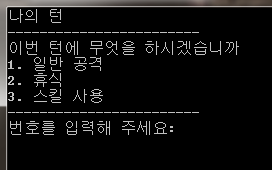 나의 턴
------------------------
이번 턴에 무엇을 하시겠습니까
1. 일반 공격
2. 휴식
3. 스킬 사용
------------------------
번호를 입력해 주세요: